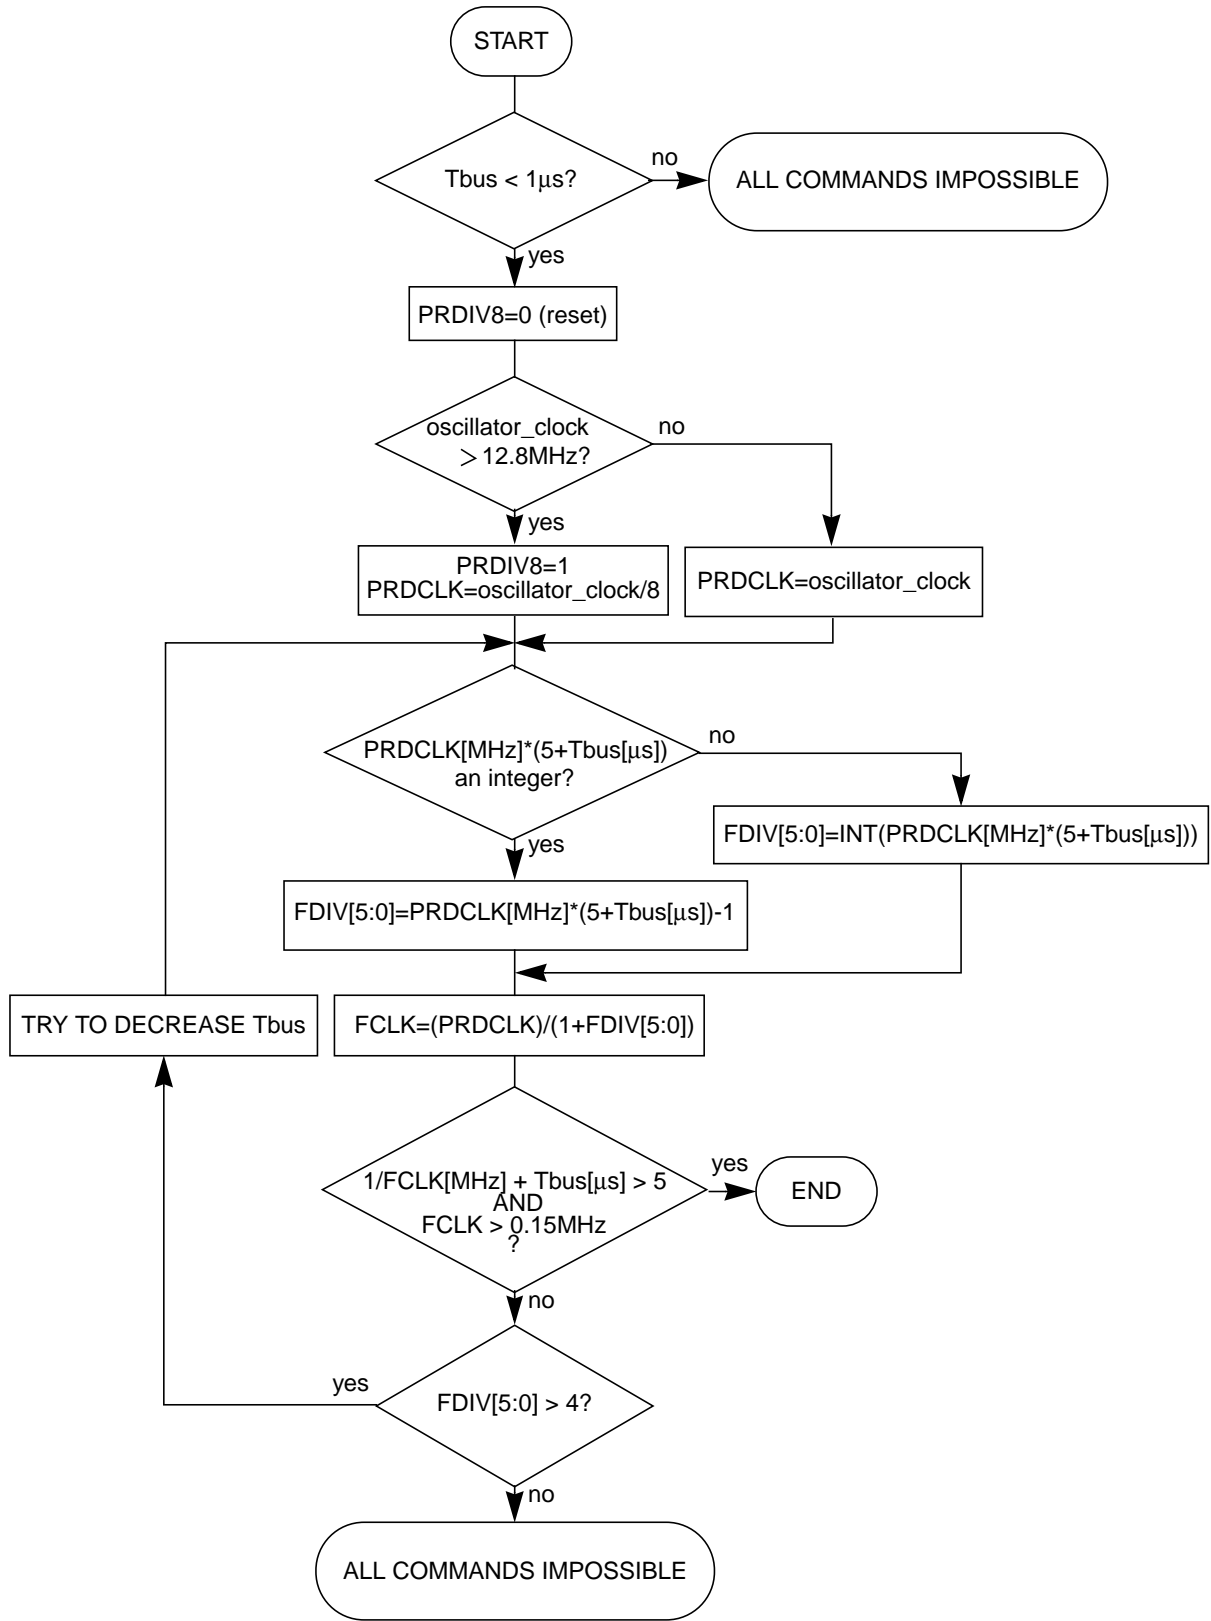 START
Tbus < 1μs?
no
ALL COMMANDS IMPOSSIBLE
yes
PRDIV8=0 (reset)
oscillator_clock
>12.8MHz?
no
yes
PRDIV8=1
PRDCLK=oscillator_clock/8
PRDCLK=oscillator_clock
PRDCLK[MHz]*(5+Tbus[μs])
an integer?
no
yes
FDIV[5:0]=INT(PRDCLK[MHz]*(5+Tbus[μs]))
FDIV[5:0]=PRDCLK[MHz]*(5+Tbus[μs])-1
TRY TO DECREASE Tbus
FCLK=(PRDCLK)/(1+FDIV[5:0])
1/FCLK[MHz] + Tbus[μs] > 5
AND
FCLK > 0.15MHz
?
yes
END
no
yes
FDIV[5:0] > 4?
no
ALL COMMANDS IMPOSSIBLE